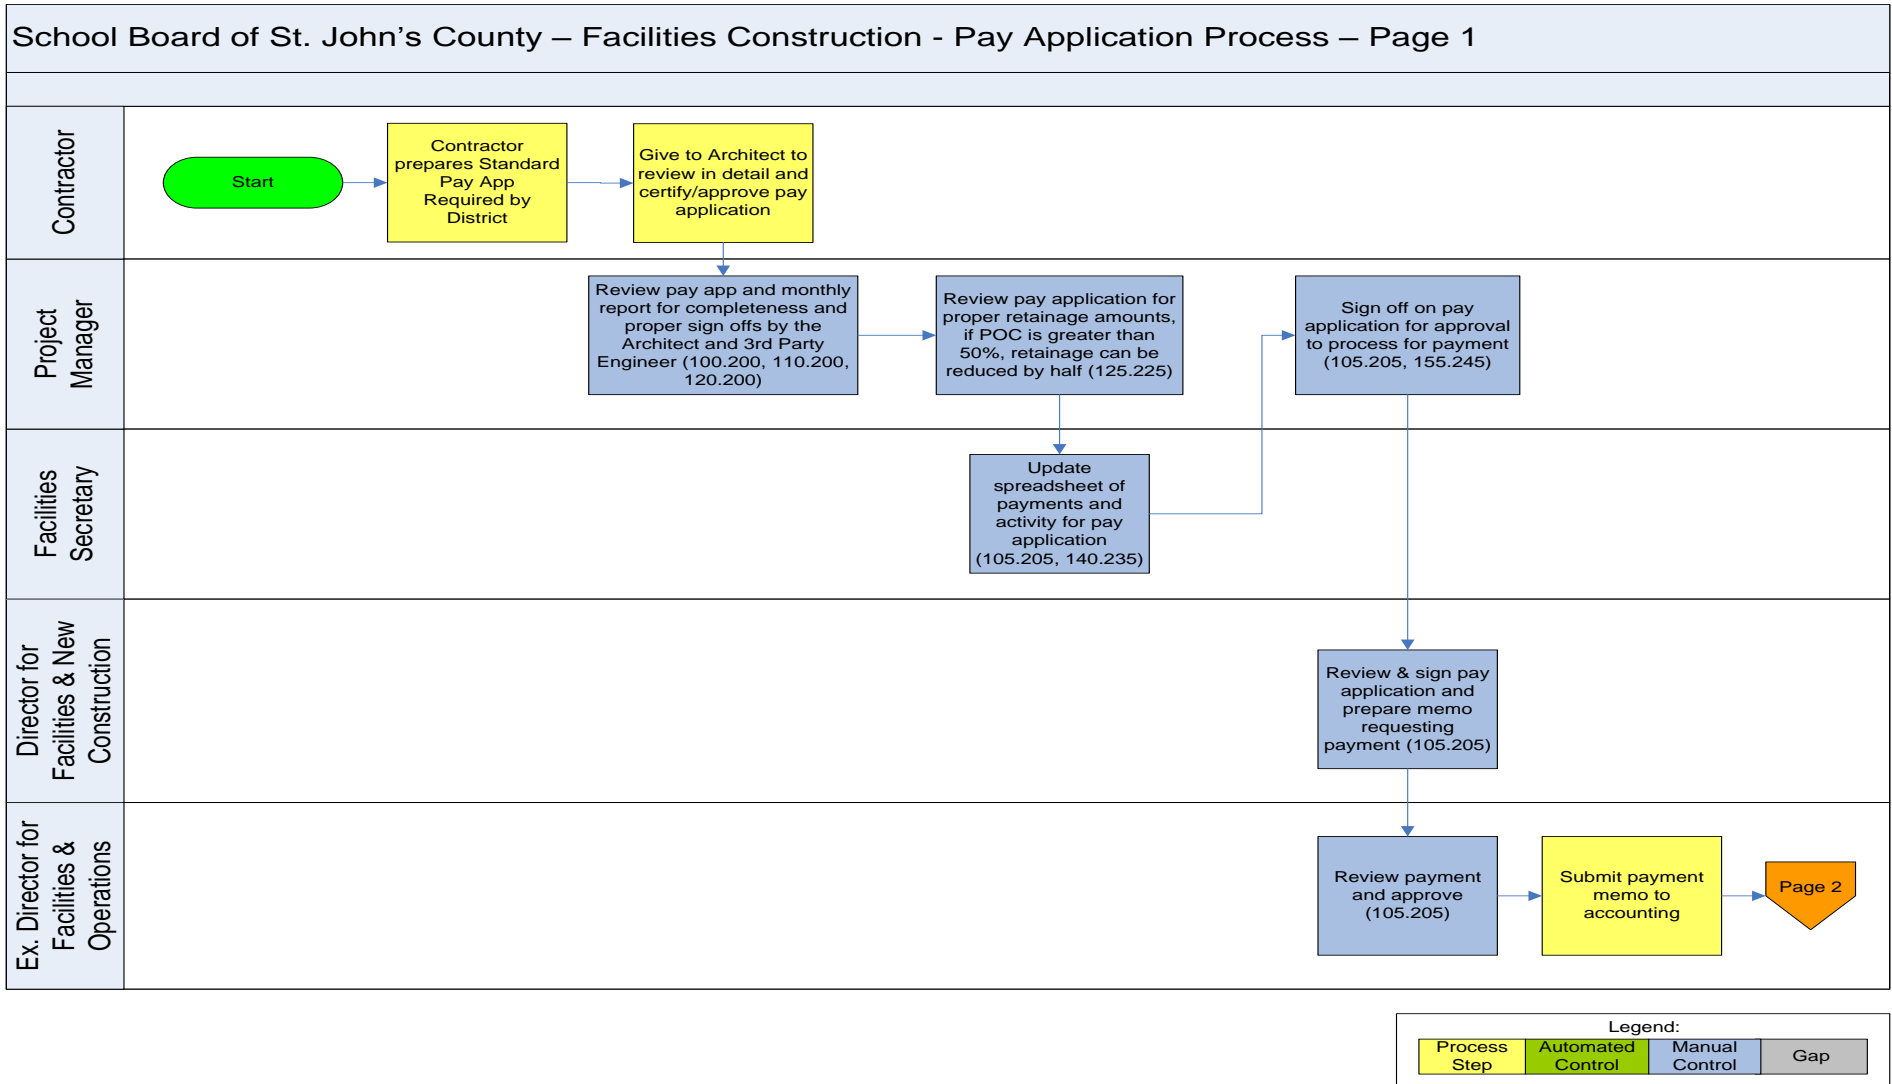 School Board of St. John’s County – Facilities Construction - Pay Application Process – Page 1
Contractor
Start
Contractor
prepares Standard
Pay App
Required by
District
Give to Architect to
review in detail and
certify/approve pay
application
Project
Manager
Review pay app and monthly
report for completeness and
proper sign offs by the
Architect and 3rd Party
Engineer (100.200, 110.200,
120.200)
Review pay application for
proper retainage amounts,
if POC is greater than
50%, retainage can be
reduced by half (125.225)
Sign off on pay
application for approval
to process for payment
(105.205, 155.245)
Facilities
Secretary
Update
spreadsheet of
payments and
activity for pay
application
(105.205, 140.235)
Director for
Facilities & New
Construction
Review & sign pay
application and
prepare memo
requesting
payment (105.205)
Ex. Director for
Facilities &
Operations
Review payment
and approve
(105.205)
Submit payment
memo to
accounting
Page 2
Legend:
Process
Step
Automated
Control
Manual
Control
Gap